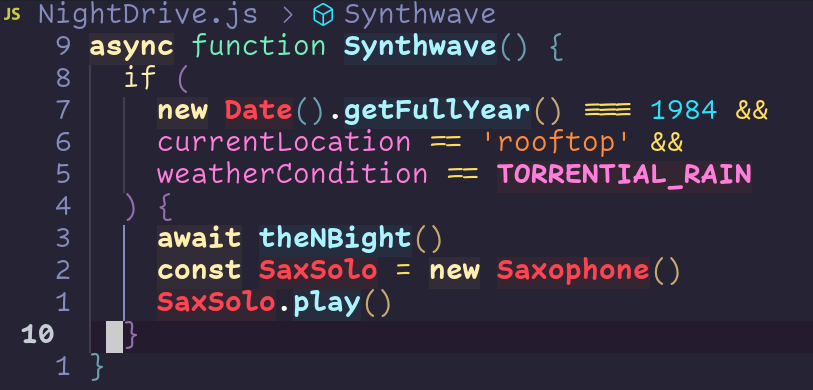 JS NightDrive.js > Synthwave
9 async function Synthwave() {
8 if (
7 new Date().getFullYear() === 1984 &&
6 currentLocation == 'rooftop' &&
5 weatherCondition == TORRENTIAL_RAIN
4 ) {
3 await theNBight()
2 const SaxSolo = new Saxophone()
1 SaxSolo.play()
10 }
1 }